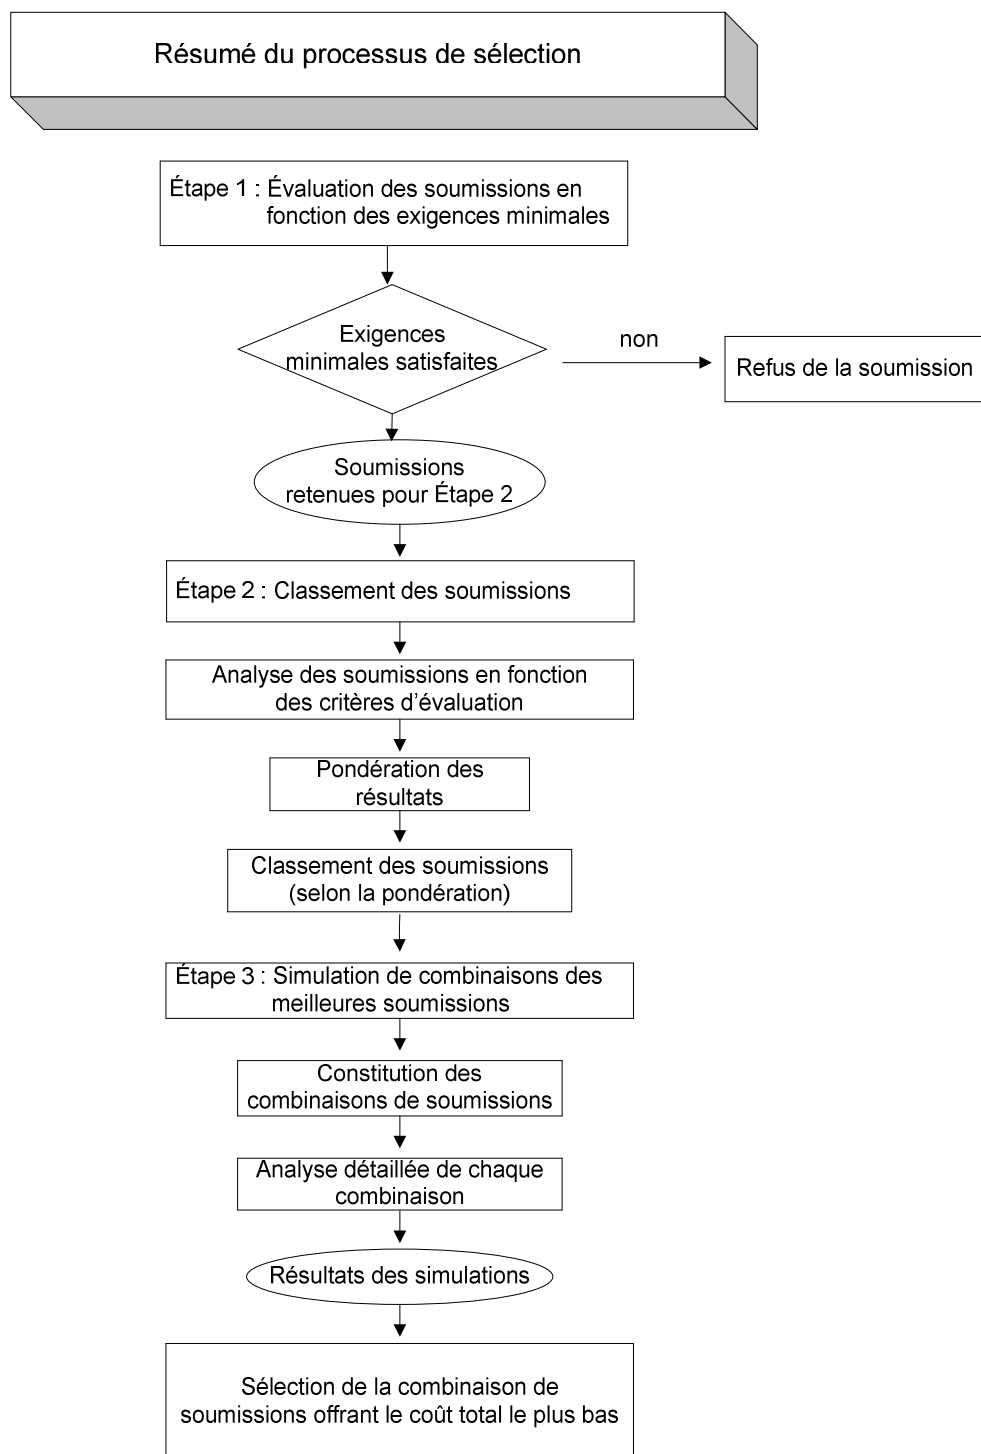 Résumé du processus de sélection
Étape 1 : Évaluation des soumissions en
fonction des exigences minimales
Exigences
minimales satisfaites
non
Refus de la soumission
Soumissions
retenues pour Étape 2
Étape 2 : Classement des soumissions
Analyse des soumissions en fonction
des critères d’évaluation
Pondération des
résultats
Classement des soumissions
(selon la pondération)
Étape 3 : Simulation de combinaisons des
meilleures soumissions
Constitution des
combinaisons de soumissions
Analyse détaillée de chaque
combinaison
Résultats des simulations
Sélection de la combinaison de
soumissions offrant le coût total le plus bas